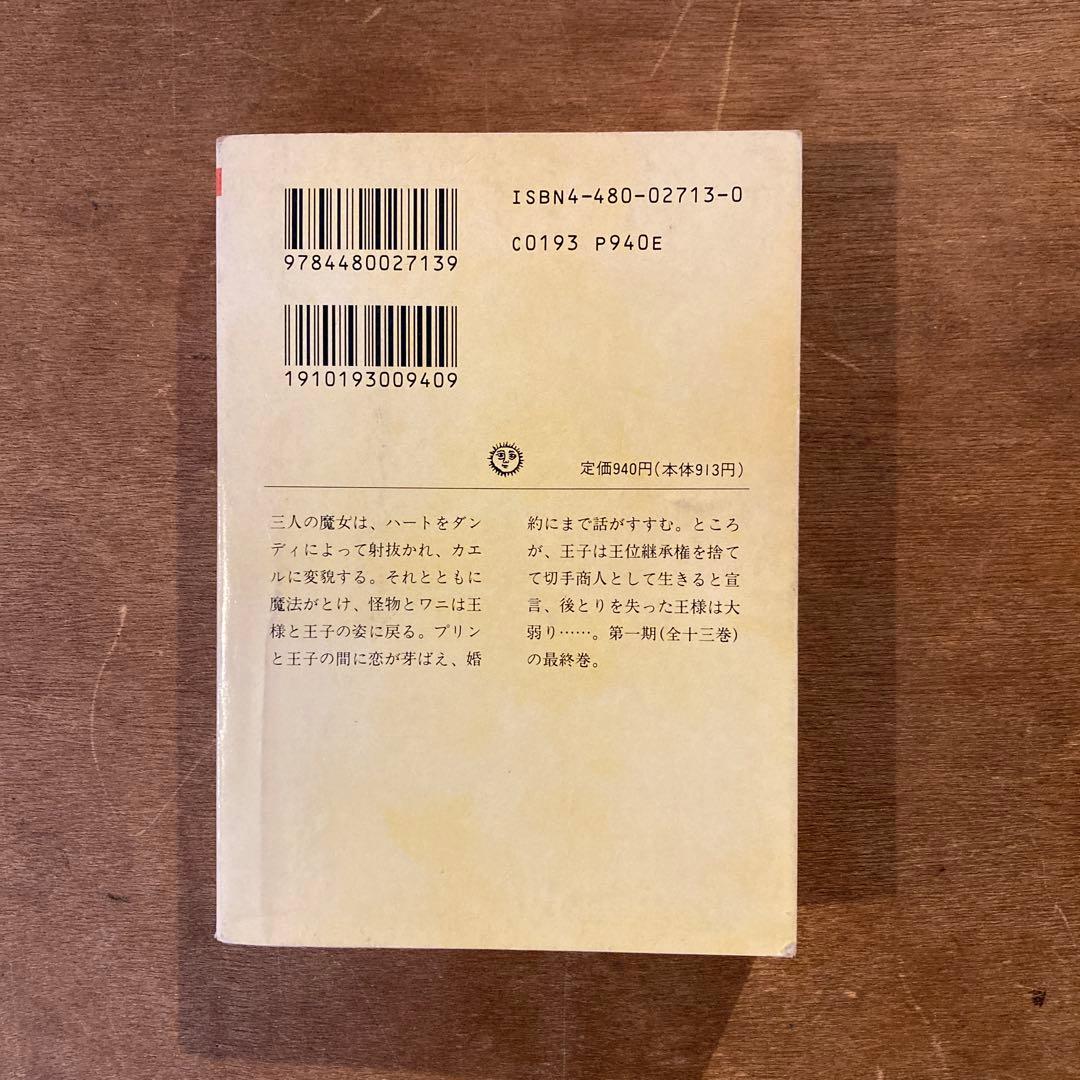 ISBN4-480-02713-0
C0193 P940E
9784480027139
1910193009409
定価940円(本体913円)
三人の魔女は、ハートをダン
ディによって射抜かれ、カエ
ルに変貌する。それとともに
魔法がとけ、怪物とワニは王
様と王子の姿に戻る。プリン
と王子の間に恋が芽ばえ、婚
約にまで話がすすむ。ところ
が、王子は王位継承権を捨て
て切手商人として生きると宣
言、後とりを失った王様は大
弱り……。第一期(全十三巻)
の最終巻。